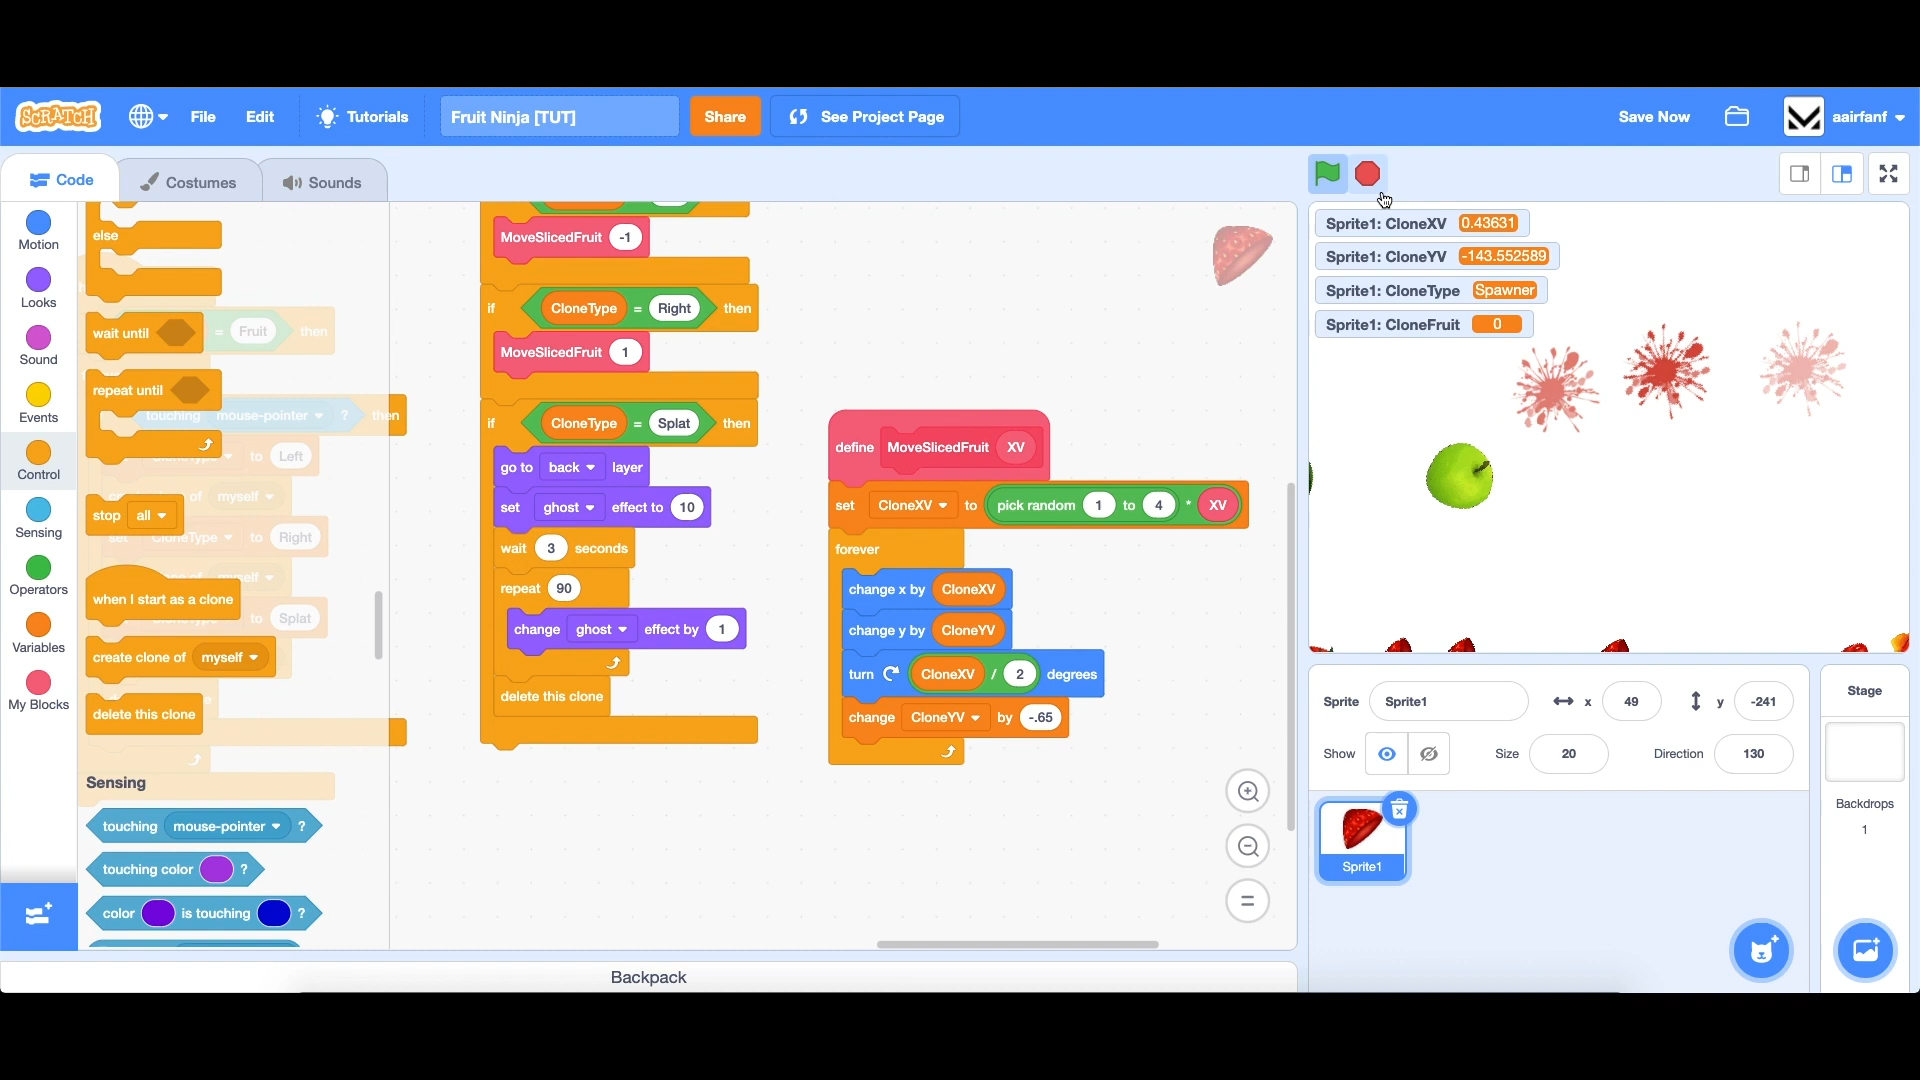 SCRATCH File Edit Tutorials Fruit Ninja [TUT] Share See Project Page Save Now aairfanf
Code Costumes Sounds
Motion
Looks
Sound
Events
Control
Sensing
Operators
Variables
My Blocks
else
wait until
= Fruit then
repeat until
touching mouse-pointer ? then
to Left
of myself
stop all
set CloneType to Right
of myself
when I start as a clone
to Splat
create clone of myself
delete this clone
Sensing
touching mouse-pointer ?
touching color ?
color is touching ?
MoveSlicedFruit -1
if CloneType = Right then
MoveSlicedFruit 1
if CloneType = Splat then
go to back layer
set ghost effect to 10
wait 3 seconds
repeat 90
change ghost effect by 1
delete this clone
define MoveSlicedFruit XV
set CloneXV to pick random 1 to 4 * XV
forever
change x by CloneXV
change y by CloneYV
turn CloneXV / 2 degrees
change CloneYV by -.65
Backpack
Sprite1: CloneXV 0.43631
Sprite1: CloneYV -143.552589
Sprite1: CloneType Spawner
Sprite1: CloneFruit 0
Sprite Sprite1 x 49 y -241
Show Size 20 Direction 130
Sprite1
Stage
Backdrops
1